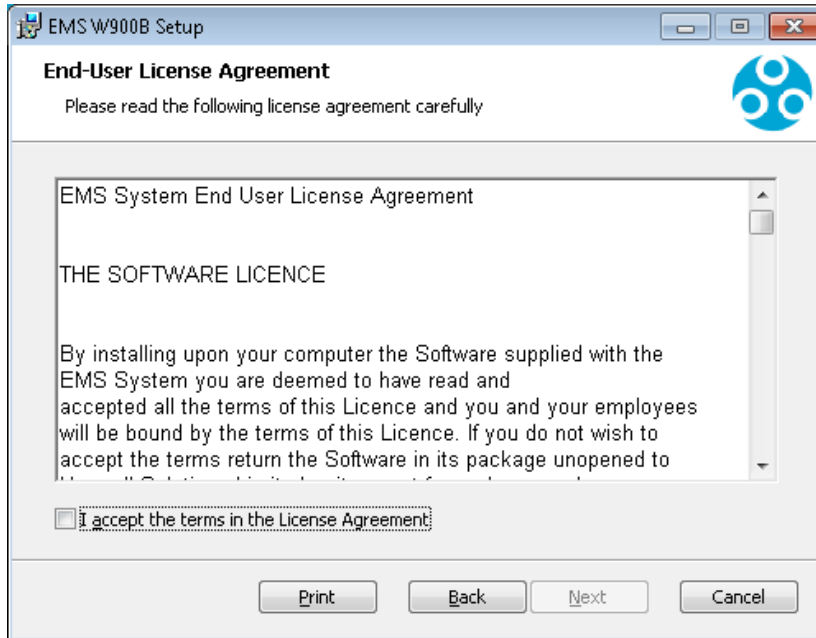 EMS W900B Setup
End-User License Agreement
Please read the following license agreement carefully
EMS System End User License Agreement
THE SOFTWARE LICENCE
By installing upon your computer the Software supplied with the
EMS System you are deemed to have read and
accepted all the terms of this Licence and you and your employees
will be bound by the terms of this Licence. If you do not wish to
accept the terms return the Software in its package unopened to
I accept the terms in the License Agreement
Print
Back
Next
Cancel